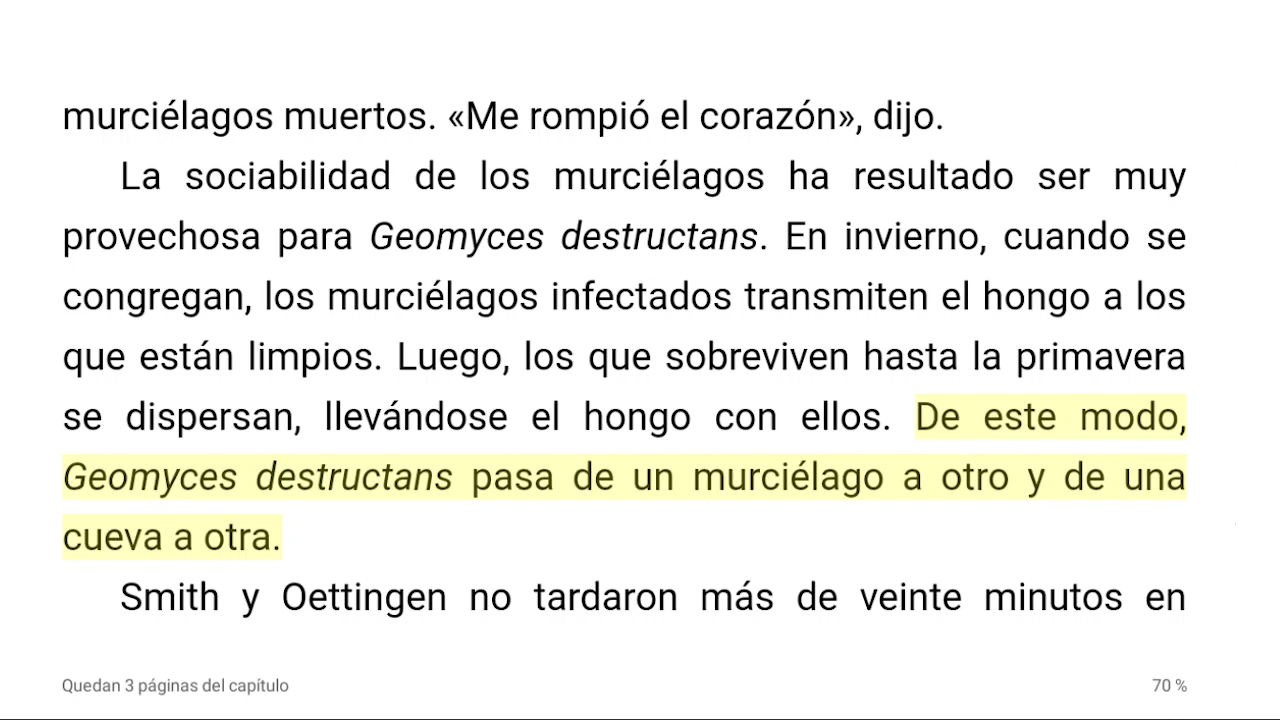 murciélagos muertos. «Me rompió el corazón», dijo.
La sociabilidad de los murciélagos ha resultado ser muy
provechosa para Geomyces destructans. En invierno, cuando se
congregan, los murciélagos infectados transmiten el hongo a los
que están limpios. Luego, los que sobreviven hasta la primavera
se dispersan, llevándose el hongo con ellos. De este modo,
Geomyces destructans pasa de un murciélago a otro y de una
cueva a otra.
Smith y Oettingen no tardaron más de veinte minutos en
Quedan 3 páginas del capítulo
70 %